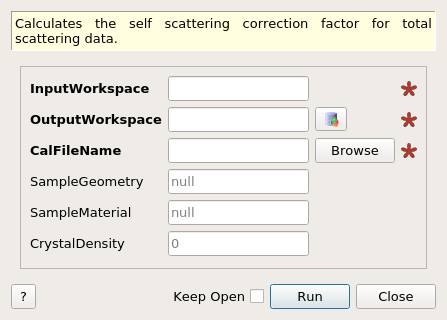 Calculates the self scattering correction factor for total
scattering data.
InputWorkspace
OutputWorkspace
CalFileName Browse
SampleGeometry null
SampleMaterial null
CrystalDensity 0
? Keep Open Run Close